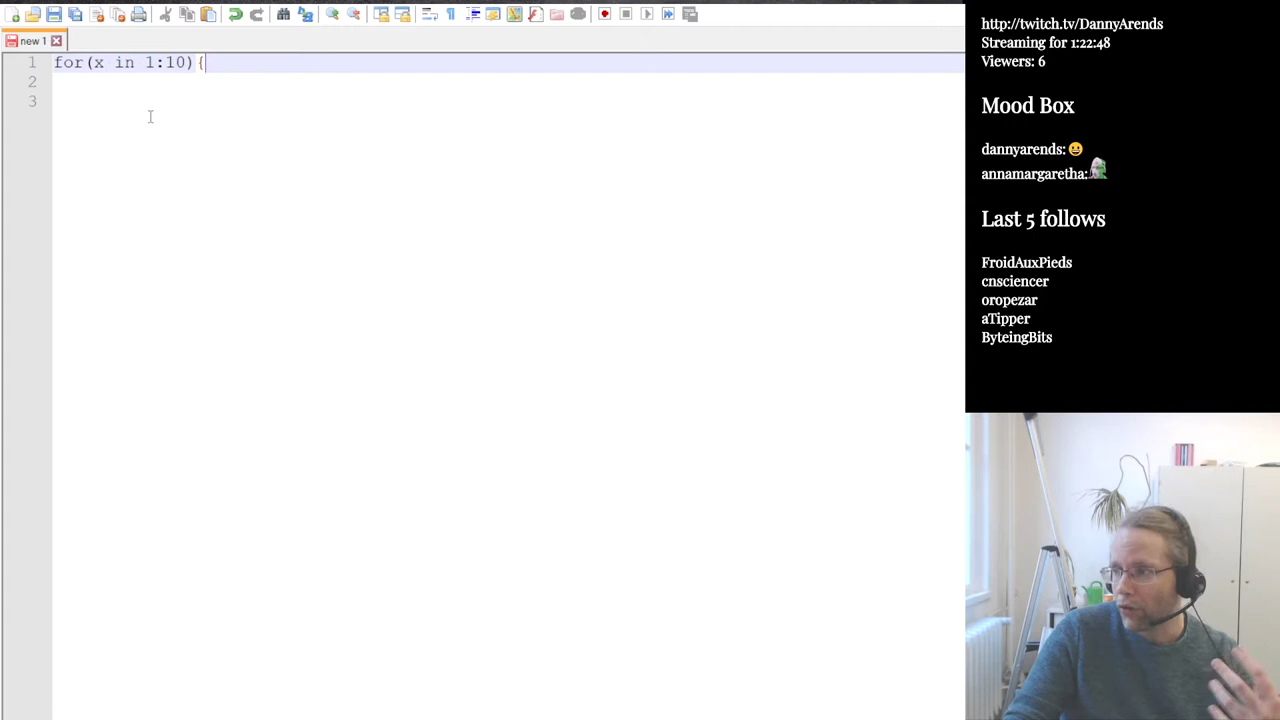 new 1
1 for(x in 1:10){
2
3
http://twitch.tv/DannyArends
Streaming for 1:22:48
Viewers: 6
Mood Box
dannyarends:
annamargaretha:
Last 5 follows
FroidAuxPieds
cnsciencer
oropezar
aTipper
ByteingBits